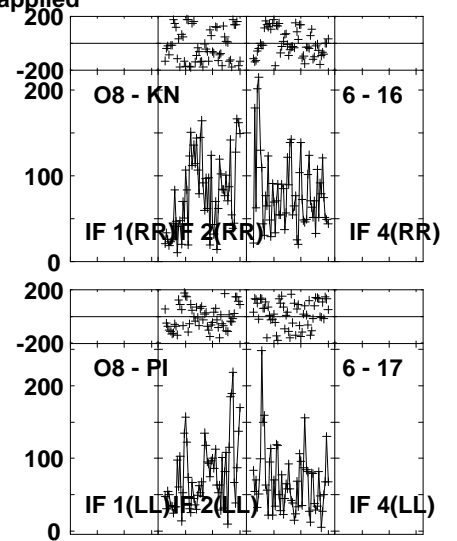 applied
200
-200
200 O8 - KN 6 - 16
100
IF 1(RR) IF 2(RR) IF 4(RR)
0
200
-200
O8 - PI 6 - 17
200
100
IF 1(LL) IF 2(LL) IF 4(LL)
0